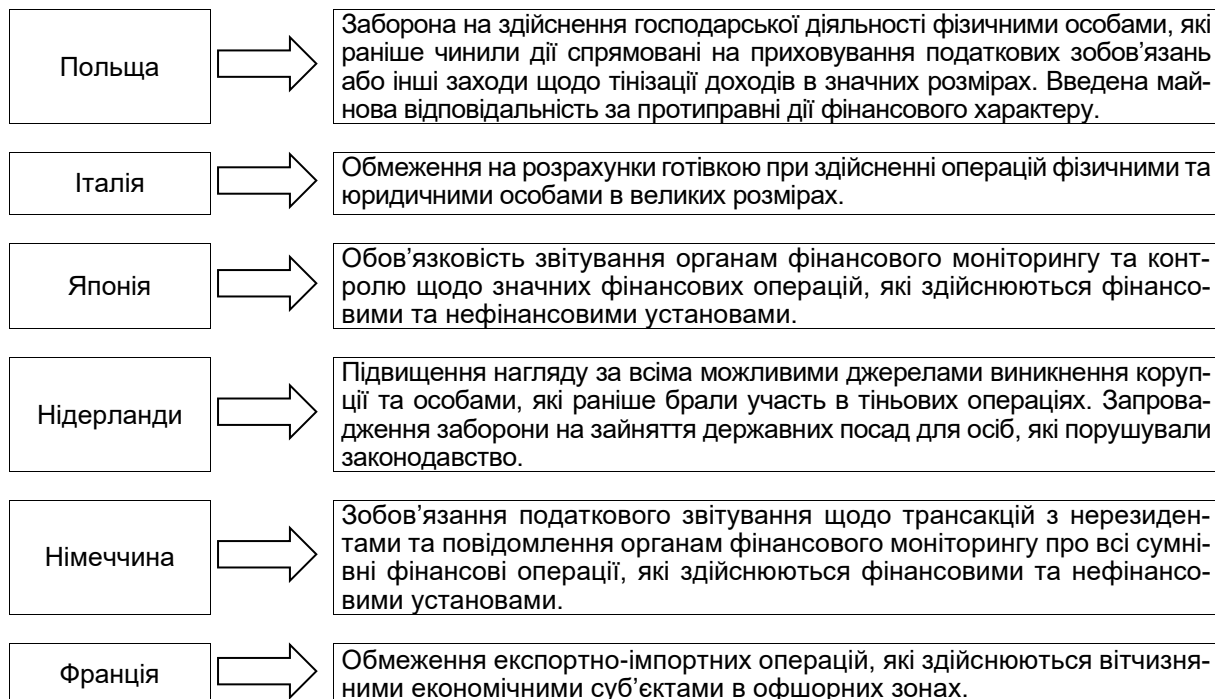 Польща
Заборона на здійснення господарської діяльності фізичними особами, які
раніше чинили дії спрямовані на приховування податкових зобов’язань
або інші заходи щодо тінізації доходів в значних розмірах. Введена май-
нова відповідальність за протиправні дії фінансового характеру.
Італія
Обмеження на розрахунки готівкою при здійсненні операцій фізичними та
юридичними особами в великих розмірах.
Японія
Обов’язковість звітування органам фінансового моніторингу та конт-
ролю щодо значних фінансових операцій, які здійснюються фінансо-
вими та нефінансовими установами.
Нідерланди
Підвищення нагляду за всіма можливими джерелами виникнення коруп-
ції та особами, які раніше брали участь в тіньових операціях. Запрова-
дження заборони на зайняття державних посад для осіб, які порушували
законодавство.
Німеччина
Зобов’язання податкового звітування щодо трансакцій з нерезиден-
тами та повідомлення органам фінансового моніторингу про всі сумні-
вні фінансові операції, які здійснюються фінансовими та нефінансо-
вими установами.
Франція
Обмеження експортно-імпортних операцій, які здійснюються вітчизня-
ними економічними суб’єктами в офшорних зонах.